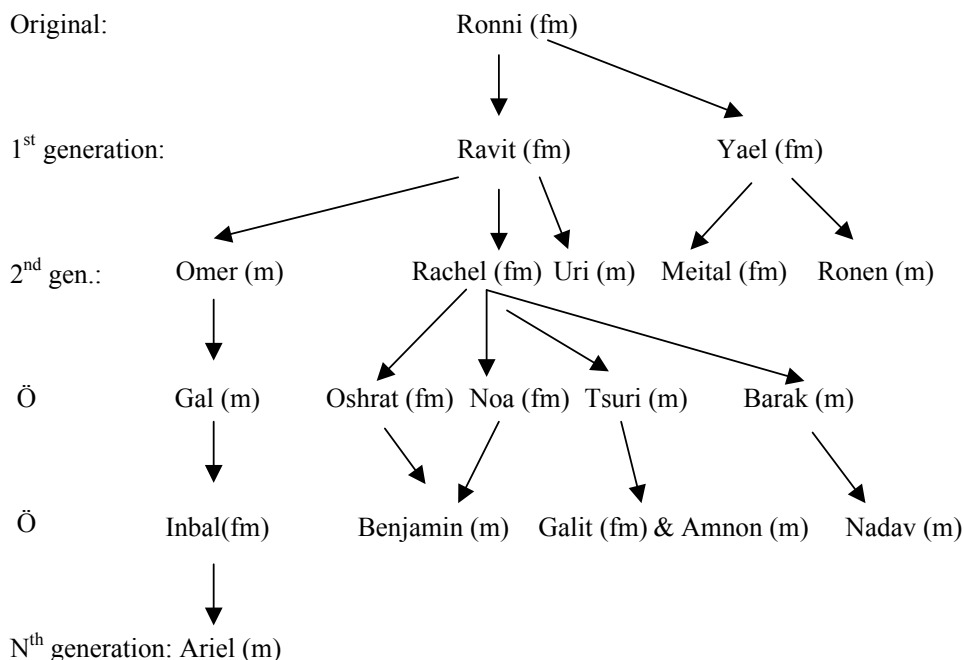 Original: Ronni (fm)
1st generation: Ravit (fm) Yael (fm)
2nd gen.: Omer (m) Rachel (fm) Uri (m) Meital (fm) Ronen (m)
Ö Gal (m) Oshrat (fm) Noa (fm) Tsuri (m) Barak (m)
Ö Inbal(fm) Benjamin (m) Galit (fm) & Amnon (m) Nadav (m)
Nth generation: Ariel (m)